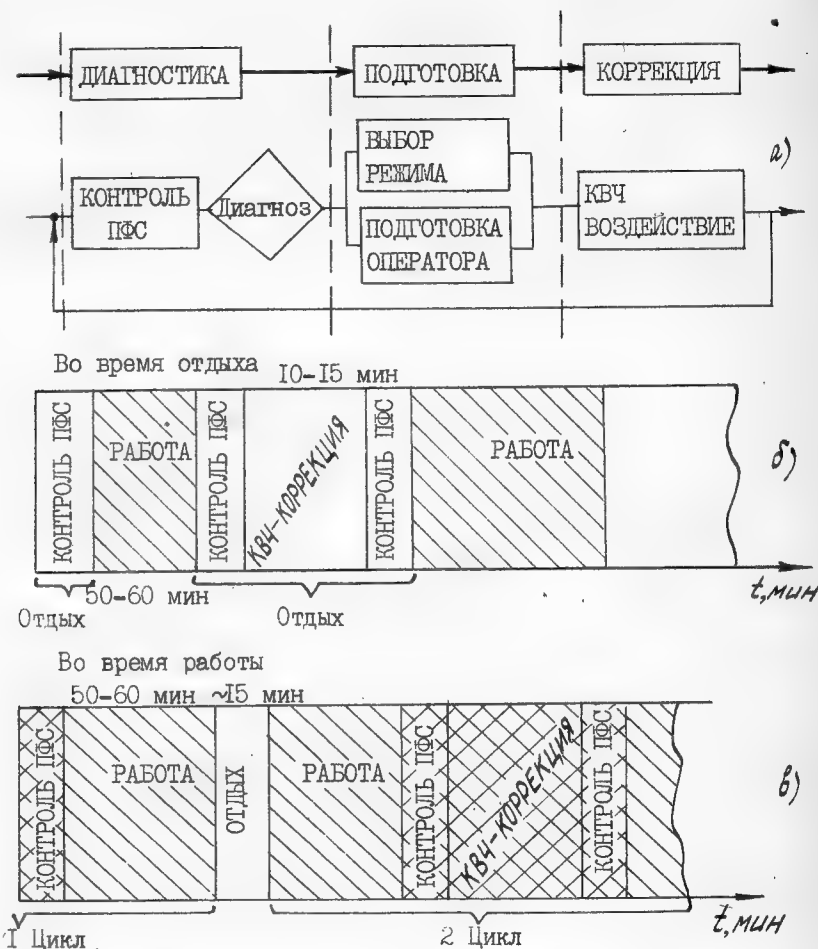 ДИАГНОСТИКА
ПОДГОТОВКА
КОРРЕКЦИЯ
а)
КОНТРОЛЬ
ПФС
Диагноз
ВЫБОР
РЕЖИМА
ПОДГОТОВКА
ОПЕРАТОРА
КВЧ
ВОЗДЕЙСТВИЕ
Во время отдыха
10-15 мин
КОНТРОЛЬ ПФС
РАБОТА
КОНТРОЛЬ ПФС
КВЧ-КОРРЕКЦИЯ
КОНТРОЛЬ ПФС
РАБОТА
б)
t, мин
50-60 мин
Отдых
Отдых
Во время работы
50-60 мин ~15 мин
КОНТРОЛЬ ПФС
РАБОТА
ОТДЫХ
РАБОТА
КОНТРОЛЬ ПФС
КВЧ-КОРРЕКЦИЯ
КОНТРОЛЬ ПФС
в)
t, мин
1 Цикл
2 Цикл